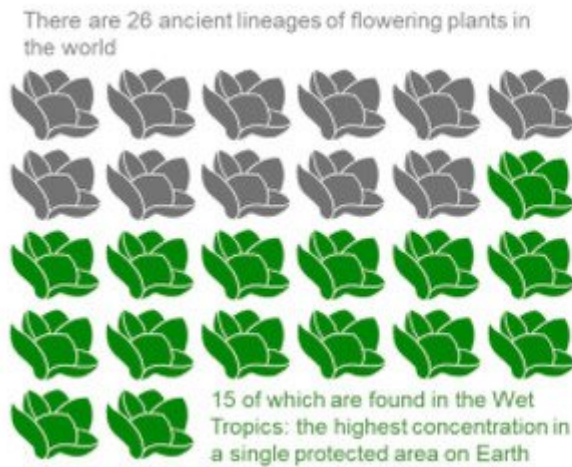 There are 26 ancient lineages of flowering plants in
the world
15 of which are found in the Wet
Tropics: the highest concentration in
a single protected area on Earth